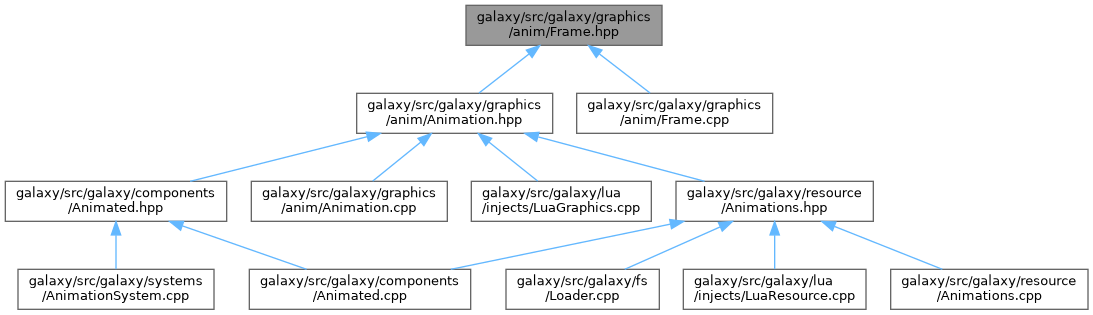 galaxy/src/galaxy/graphics
/anim/Frame.hpp
galaxy/src/galaxy/graphics
/anim/Animation.hpp
galaxy/src/galaxy/graphics
/anim/Frame.cpp
galaxy/src/galaxy/components
/Animated.hpp
galaxy/src/galaxy/graphics
/anim/Animation.cpp
galaxy/src/galaxy/lua
/injects/LuaGraphics.cpp
galaxy/src/galaxy/resource
/Animations.hpp
galaxy/src/galaxy/systems
/AnimationSystem.cpp
galaxy/src/galaxy/components
/Animated.cpp
galaxy/src/galaxy/fs
/Loader.cpp
galaxy/src/galaxy/lua
/injects/LuaResource.cpp
galaxy/src/galaxy/resource
/Animations.cpp